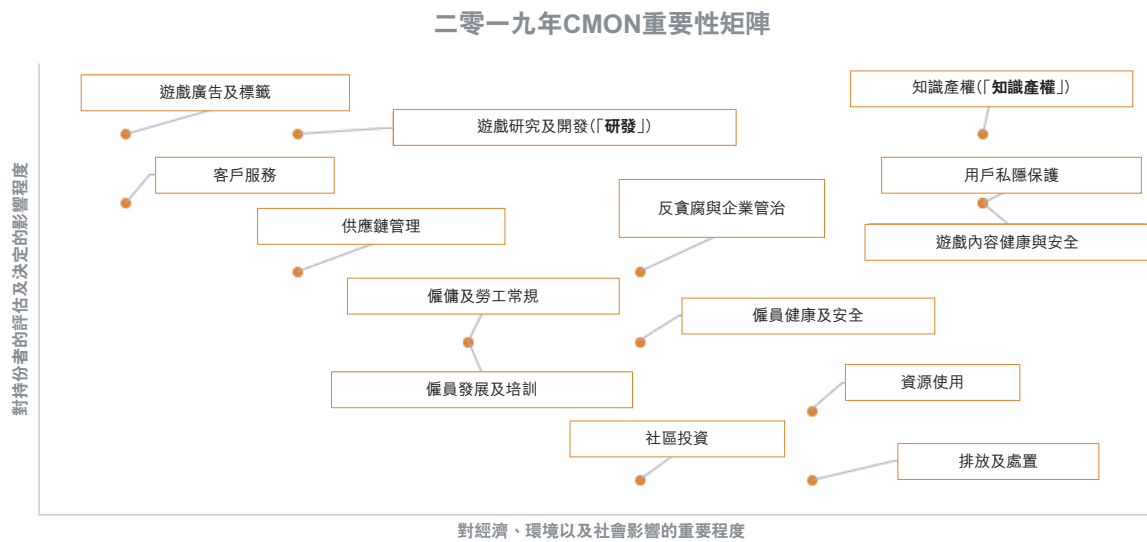 二零一九年CMON重要性矩陣
遊戲廣告及標籤
知識產權(「知識產權」)
遊戲研究及開發(「研發」)
客戶服務
用戶私隱保護
反貪腐與企業管治
供應鏈管理
遊戲內容健康與安全
僱傭及勞工常規
僱員健康及安全
僱員發展及培訓
資源使用
社區投資
排放及處置
對持份者的評估及決定的影響程度
對經濟、環境以及社會影響的重要程度